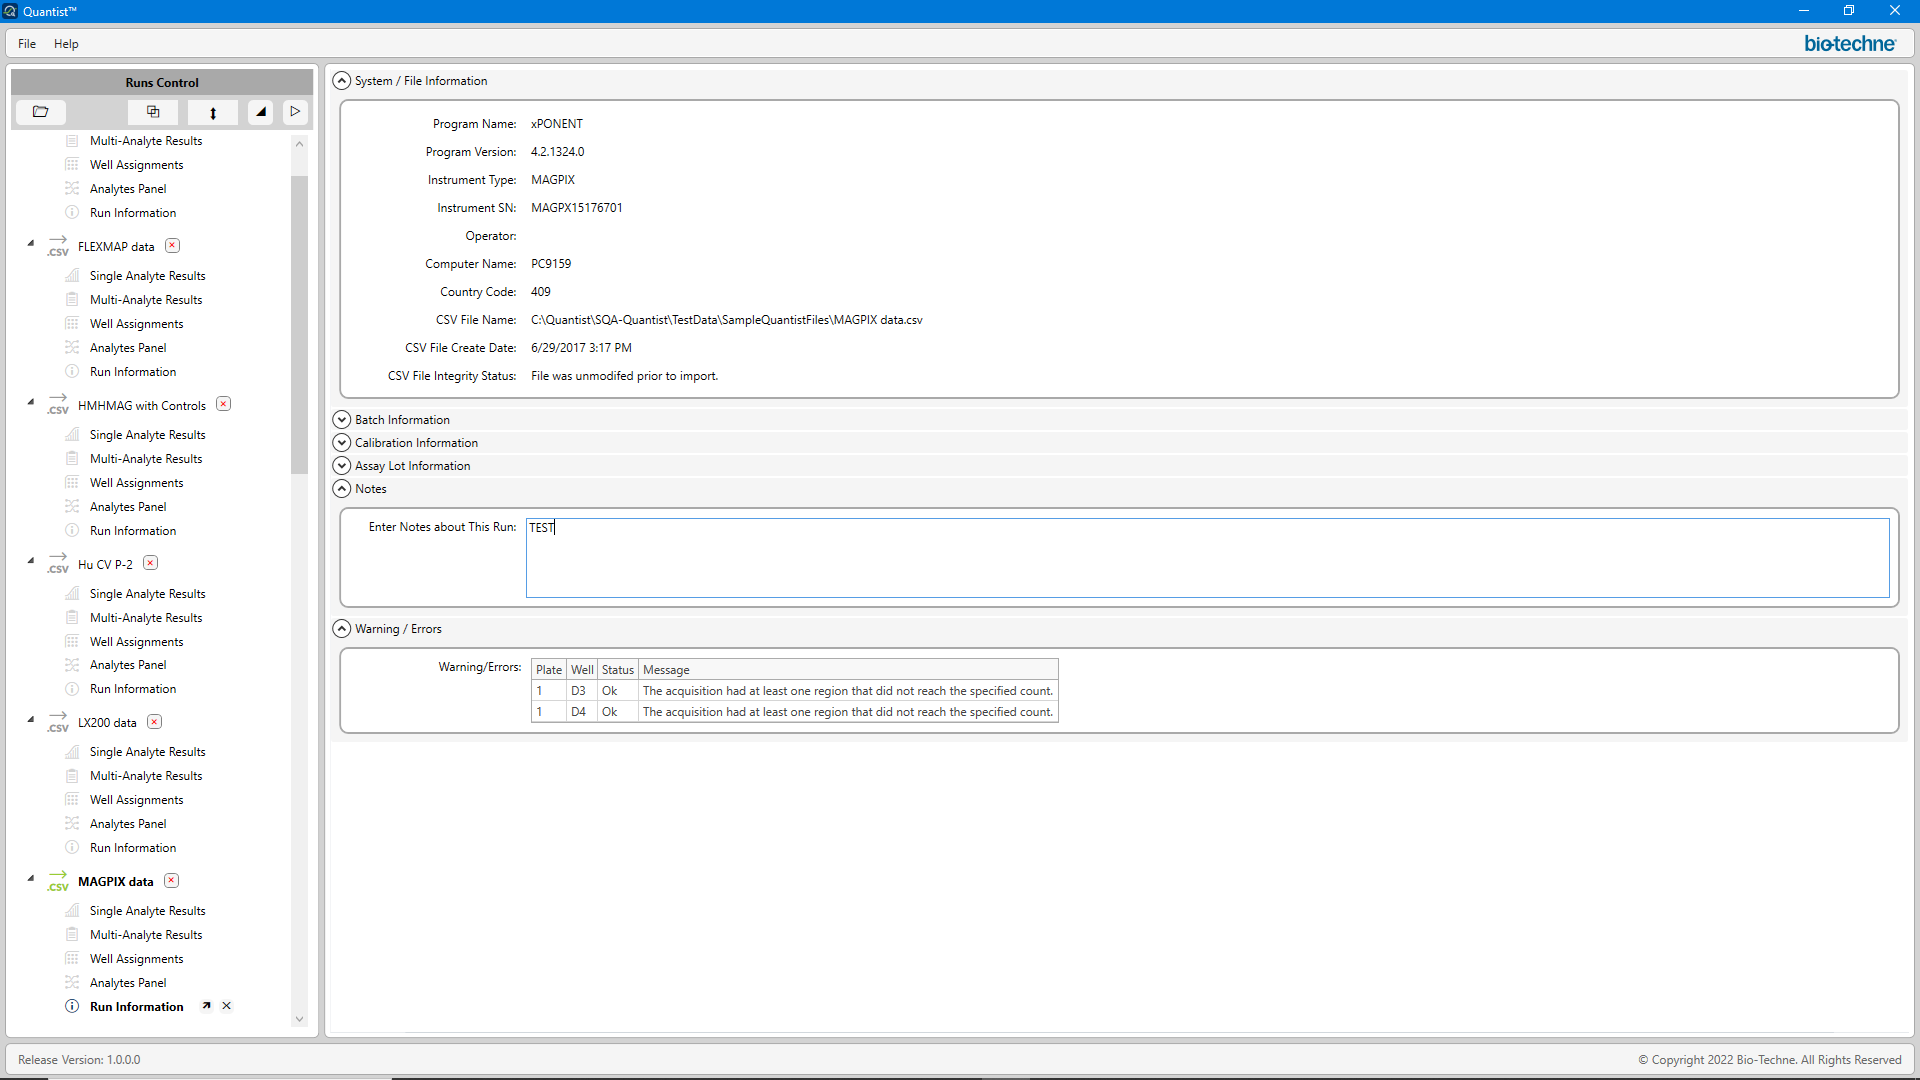 Quantist™
File Help
bio-techne
Runs Control
Multi-Analyte Results
Well Assignments
Analytes Panel
Run Information
.CSV FLEXMAP data
Single Analyte Results
Multi-Analyte Results
Well Assignments
Analytes Panel
Run Information
.CSV HMHMAG with Controls
Single Analyte Results
Multi-Analyte Results
Well Assignments
Analytes Panel
Run Information
.CSV Hu CV P-2
Single Analyte Results
Multi-Analyte Results
Well Assignments
Analytes Panel
Run Information
.CSV LX200 data
Single Analyte Results
Multi-Analyte Results
Well Assignments
Analytes Panel
Run Information
.CSV MAGPIX data
Single Analyte Results
Multi-Analyte Results
Well Assignments
Analytes Panel
Run Information
System / File Information
Program Name: xPONENT
Program Version: 4.2.1324.0
Instrument Type: MAGPIX
Instrument SN: MAGPX15176701
Operator:
Computer Name: PC9159
Country Code: 409
CSV File Name: C:\Quantist\SQA-Quantist\TestData\SampleQuantistFiles\MAGPIX data.csv
CSV File Create Date: 6/29/2017 3:17 PM
CSV File Integrity Status: File was unmodifed prior to import.
Batch Information
Calibration Information
Assay Lot Information
Notes
Enter Notes about This Run: TEST
Warning / Errors
Warning/Errors: Plate Well Status Message
1 D3 Ok The acquisition had at least one region that did not reach the specified count.
1 D4 Ok The acquisition had at least one region that did not reach the specified count.
Release Version: 1.0.0.0
© Copyright 2022 Bio-Techne. All Rights Reserved